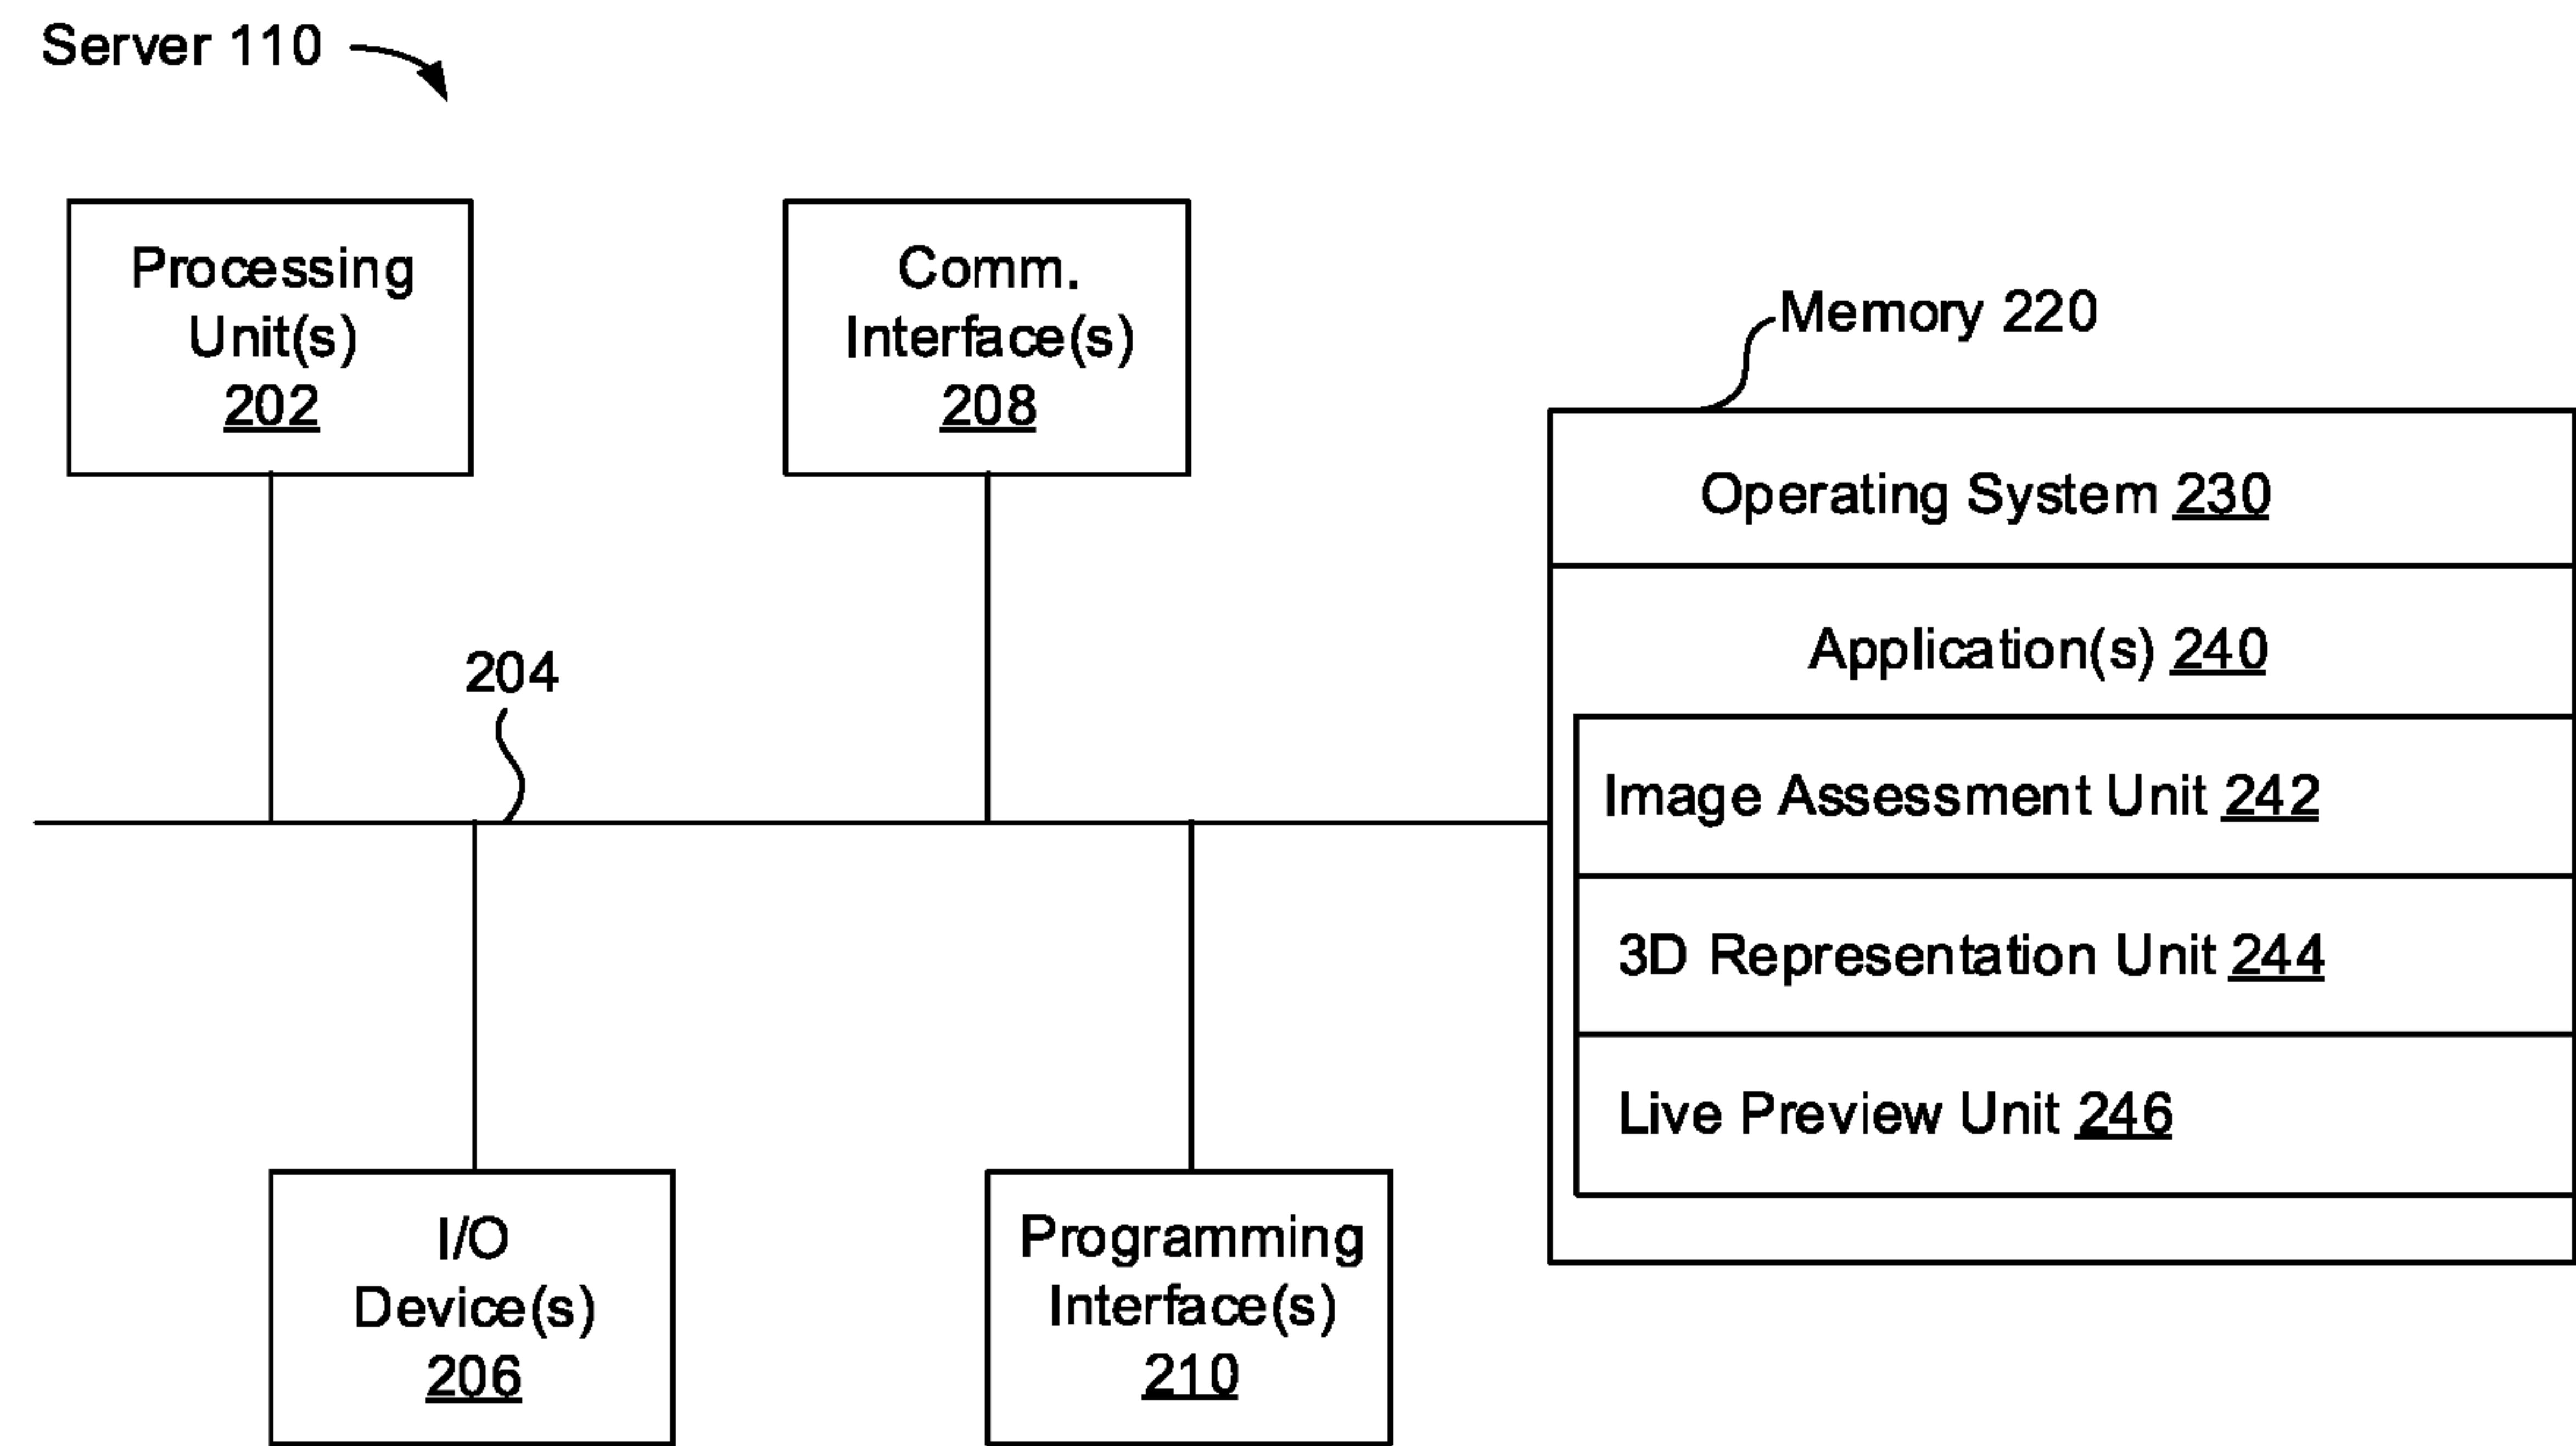 Server 110
Processing
Unit(s)
202
Comm.
Interface(s)
208
Memory 220
Operating System 230
Application(s) 240
Image Assessment Unit 242
3D Representation Unit 244
Live Preview Unit 246
204
I/O
Device(s)
206
Programming
Interface(s)
210